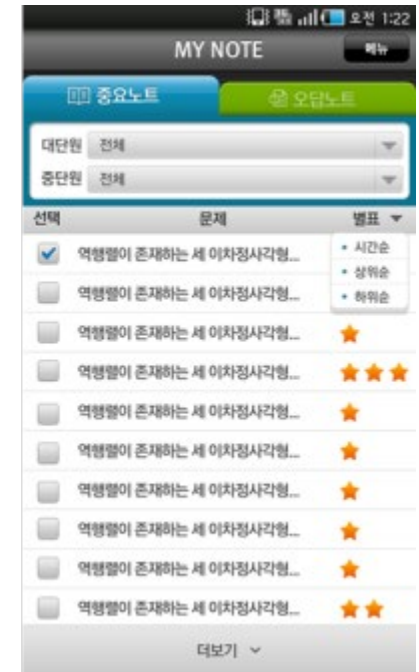 오전 1:22
MY NOTE
메뉴
중요노트
오답노트
대단원 전체
중단원 전체
선택 문제 별표
시간순
상위순
하위순
역행렬이 존재하는 세 이차정사각형...
역행렬이 존재하는 세 이차정사각형...
역행렬이 존재하는 세 이차정사각형...
역행렬이 존재하는 세 이차정사각형...
역행렬이 존재하는 세 이차정사각형...
역행렬이 존재하는 세 이차정사각형...
역행렬이 존재하는 세 이차정사각형...
역행렬이 존재하는 세 이차정사각형...
역행렬이 존재하는 세 이차정사각형...
역행렬이 존재하는 세 이차정사각형...
더보기